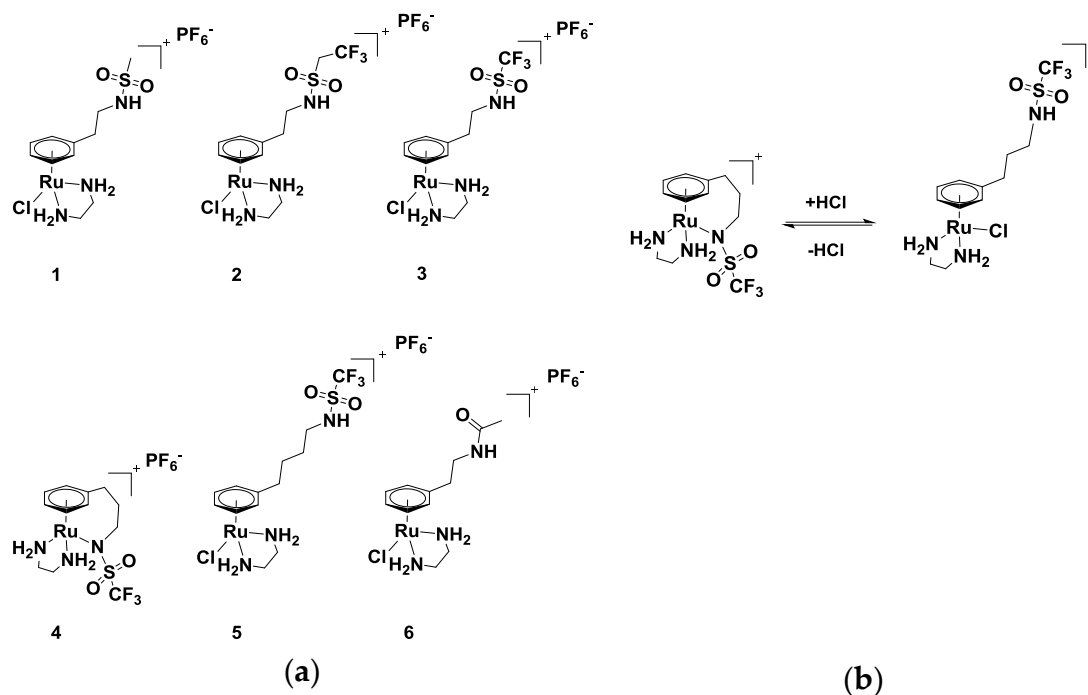 + PF₆⁻
O S
O
NH
Ru NH₂
Cl H₂N
1
+ PF₆⁻
CF₃
O S
O
NH
Ru NH₂
Cl H₂N
2
+ PF₆⁻
CF₃
O S
O
NH
Ru NH₂
Cl H₂N
3
+ PF₆⁻
Ru
H₂N NH₂ N
O
S
O
CF₃
4
+ PF₆⁻
CF₃
O S
O
NH
Ru NH₂
Cl H₂N
5
+ PF₆⁻
O
NH
Ru NH₂
Cl H₂N
6
(a)
+
Ru
H₂N NH₂ N
O
S
O
CF₃
+HCl
-HCl
CF₃
O S
O
NH
Ru Cl
H₂N NH₂
(b)